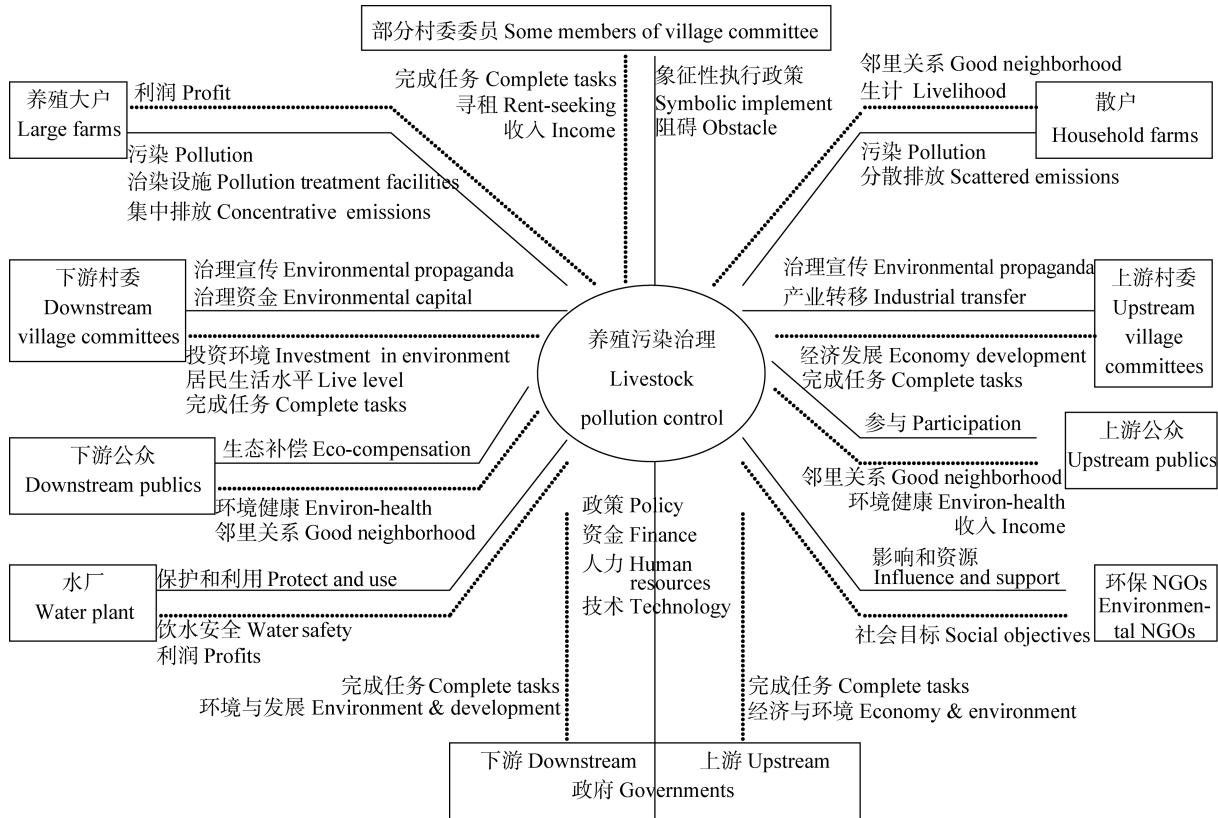 部分村委委员 Some members of village committee
养殖大户
Large farms
利润 Profit
污染 Pollution
治染设施 Pollution treatment facilities
集中排放 Concentrative emissions
完成任务 Complete tasks
寻租 Rent-seeking
收入 Income
象征性执行政策
Symbolic implement
阻碍 Obstacle
邻里关系 Good neighborhood
生计 Livelihood
散户
Household farms
污染 Pollution
分散排放 Scattered emissions
下游村委
Downstream
village committees
治理宣传 Environmental propaganda
治理资金 Environmental capital
投资环境 Investment in environment
居民生活水平 Live level
完成任务 Complete tasks
养殖污染治理
Livestock
pollution control
治理宣传 Environmental propaganda
产业转移 Industrial transfer
经济发展 Economy development
完成任务 Complete tasks
上游村委
Upstream
village
committees
下游公众
Downstream publics
生态补偿 Eco-compensation
环境健康 Environ-health
邻里关系 Good neighborhood
参与 Participation
上游公众
Upstream publics
邻里关系 Good neighborhood
环境健康 Environ-health
收入 Income
政策 Policy
资金 Finance
人力 Human
resources
技术 Technology
水厂
Water plant
保护和利用 Protect and use
饮水安全 Water safety
利润 Profits
影响和资源
Influence and support
社会目标 Social objectives
环保 NGOs
Environmen-
tal NGOs
完成任务 Complete tasks
环境与发展 Environment & development
完成任务 Complete tasks
经济与环境 Economy & environment
下游 Downstream
上游 Upstream
政府 Governments